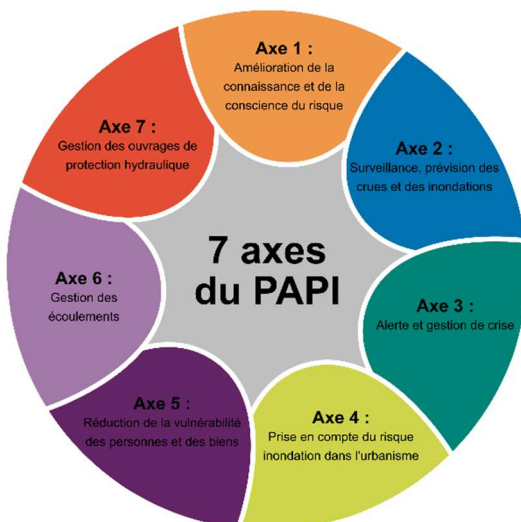 Axe 1 :
Amélioration de la
connaissance et de la
conscience du risque
Axe 2 :
Surveillance, prévision des
crues et des inondations
Axe 3 :
Alerte et gestion de crise
Axe 4 :
Prise en compte du risque
inondation dans l'urbanisme
Axe 5 :
Réduction de la vulnérabilité
des personnes et des biens
Axe 6 :
Gestion des
écoulements
Axe 7 :
Gestion des ouvrages de
protection hydraulique
7 axes
du PAPI